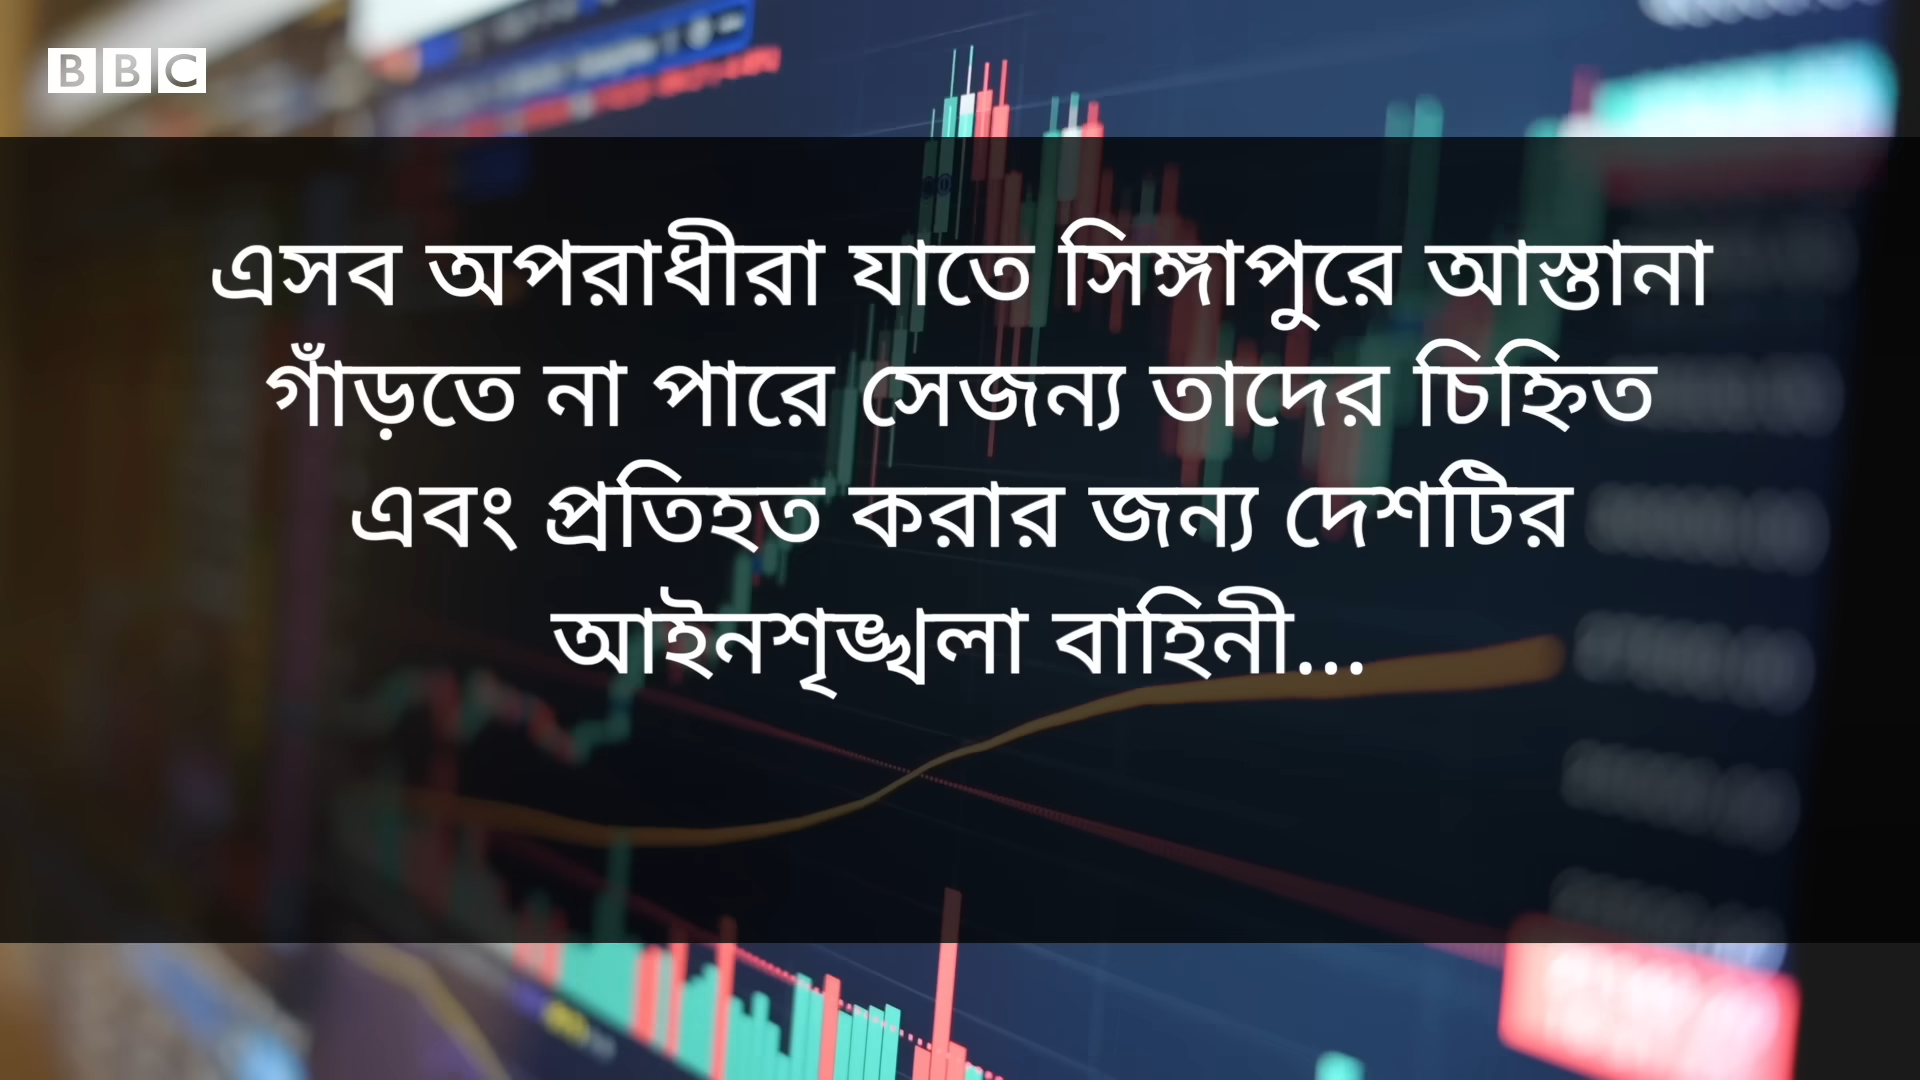 BBC
এসব অপরাধীরা যাতে সিঙ্গাপুরে আস্তানা
গাঁড়তে না পারে সেজন্য তাদের চিহ্নিত
এবং প্রতিহত করার জন্য দেশটির
আইনশৃঙ্খলা বাহিনী...